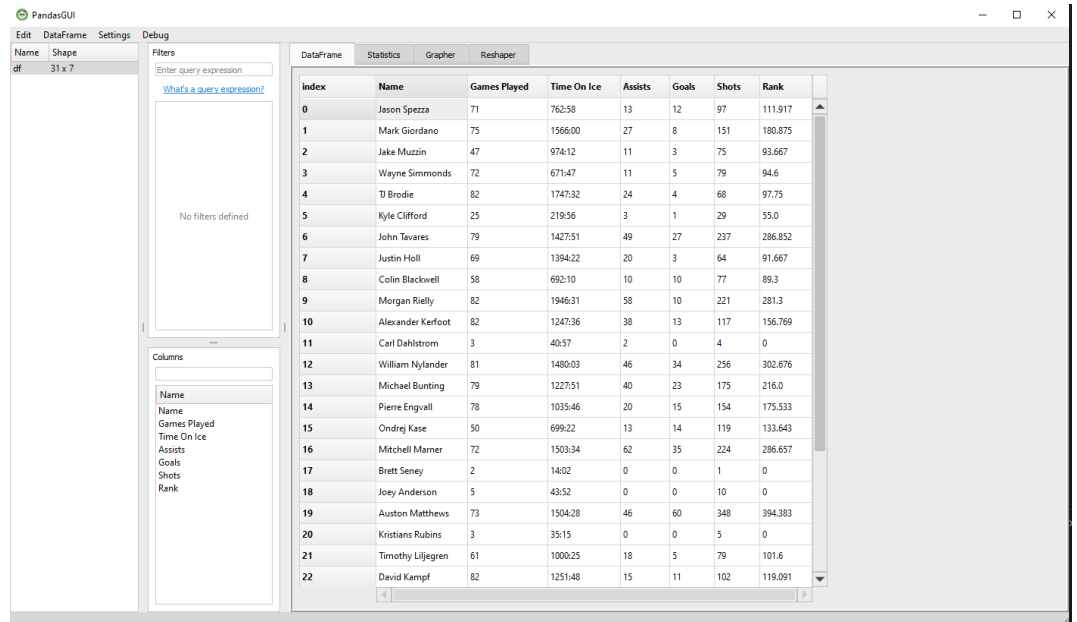 PandasGUI
Edit DataFrame Settings Debug
Name Shape
df 31 x 7
Filters
Enter query expression
What's a query expression?
No filters defined
Columns
Name
Name
Games Played
Time On Ice
Assists
Goals
Shots
Rank
DataFrame Statistics Grapher Reshaper
index Name Games Played Time On Ice Assists Goals Shots Rank
0 Jason Spezza 71 762:58 13 12 97 111.917
1 Mark Giordano 75 1566:00 27 8 151 180.875
2 Jake Muzzin 47 974:12 11 3 75 93.667
3 Wayne Simmonds 72 671:47 11 5 79 94.6
4 TJ Brodie 82 1747:32 24 4 68 97.75
5 Kyle Clifford 25 219:56 3 1 29 55.0
6 John Tavares 79 1427:51 49 27 237 286.852
7 Justin Holl 69 1394:22 20 3 64 91.667
8 Colin Blackwell 58 692:10 10 10 77 89.3
9 Morgan Rielly 82 1946:31 58 10 221 281.3
10 Alexander Kerfoot 82 1247:36 38 13 117 156.769
11 Carl Dahlstrom 3 40:57 2 0 4 0
12 William Nylander 81 1480:03 46 34 256 302.676
13 Michael Bunting 79 1227:51 40 23 175 216.0
14 Pierre Engvall 78 1035:46 20 15 154 175.533
15 Ondrej Kase 50 699:22 13 14 119 133.643
16 Mitchell Marner 72 1503:34 62 35 224 286.657
17 Brett Seney 2 14:02 0 0 1 0
18 Joey Anderson 5 43:52 0 0 10 0
19 Auston Matthews 73 1504:28 46 60 348 394.383
20 Kristians Rubins 3 35:15 0 0 5 0
21 Timothy Liljegren 61 1000:25 18 5 79 101.6
22 David Kampf 82 1251:48 15 11 102 119.091